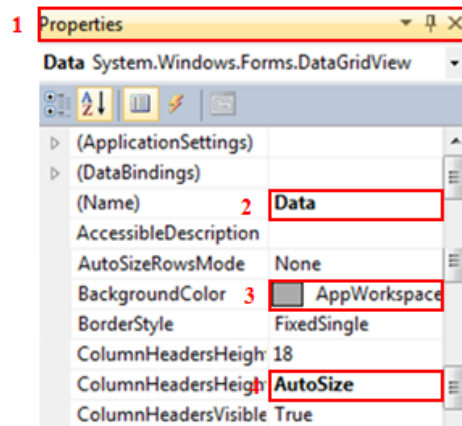 1 Properties
Data System.Windows.Forms.DataGridView
(ApplicationSettings)
(DataBindings)
(Name) 2 Data
AccessibleDescription
AutoSizeRowsMode None
BackgroundColor 3 AppWorkspace
BorderStyle FixedSingle
ColumnHeadersHeigh 18
ColumnHeadersHeigh 4 AutoSize
ColumnHeadersVisible True